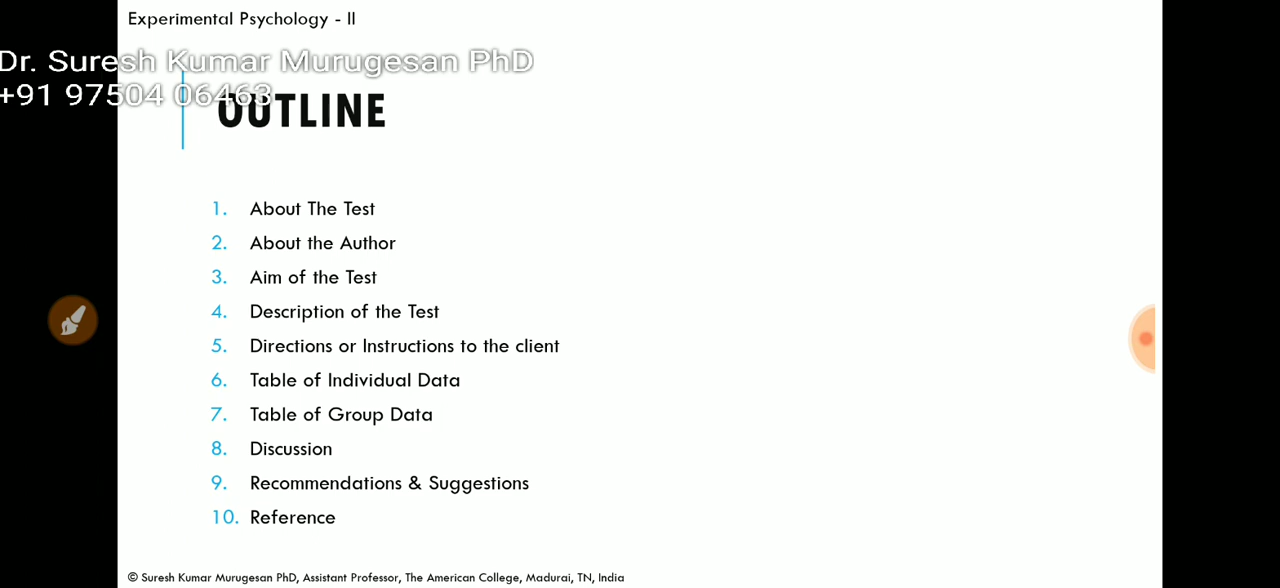 Experimental Psychology - II
Dr. Suresh Kumar Murugesan PhD
+91 97504 06463
OUTLINE
1. About The Test
2. About the Author
3. Aim of the Test
4. Description of the Test
5. Directions or Instructions to the client
6. Table of Individual Data
7. Table of Group Data
8. Discussion
9. Recommendations & Suggestions
10. Reference
© Suresh Kumar Murugesan PhD, Assistant Professor, The American College, Madurai, TN, India